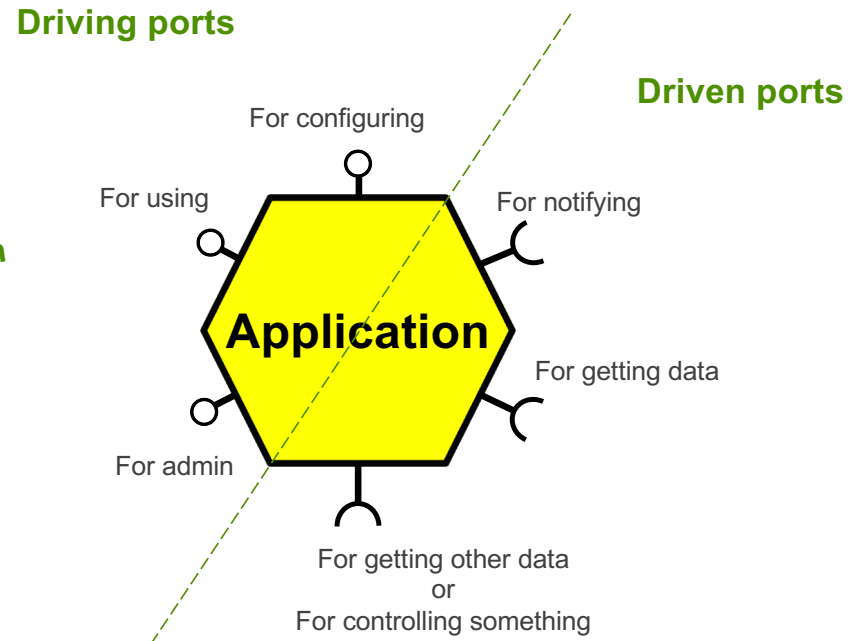 Driving ports
Driven ports
For configuring
For using
For notifying
Application
For getting data
For admin
For getting other data
or
For controlling something